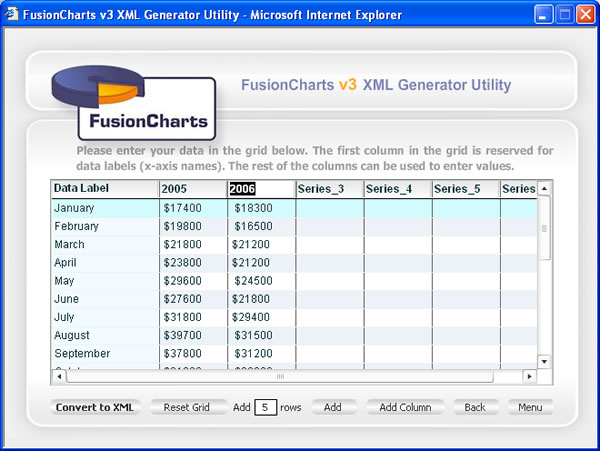 FusionCharts v3 XML Generator Utility - Microsoft Internet Explorer
FusionCharts v3 XML Generator Utility
FusionCharts
Please enter your data in the grid below. The first column in the grid is reserved for
data labels (x-axis names). The rest of the columns can be used to enter values.
Data Label 2005 2006 Series_3 Series_4 Series_5 Series
January $17400 $18300
February $19800 $16500
March $21800 $21200
April $23800 $21200
May $29600 $24500
June $27600 $21800
July $31800 $29400
August $39700 $31500
September $37800 $31200
Convert to XML Reset Grid Add 5 rows Add Add Column Back Menu